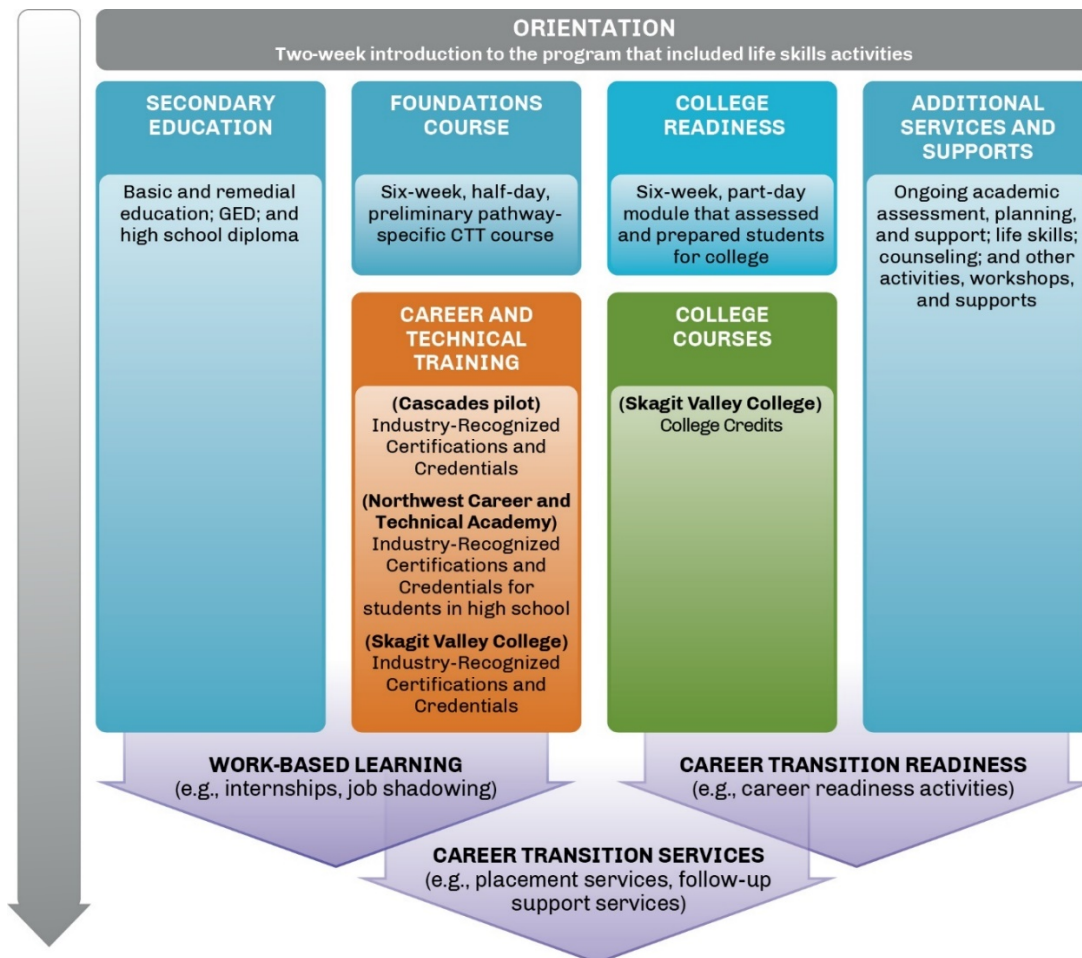 ORIENTATION
Two-week introduction to the program that included life skills activities
SECONDARY
EDUCATION
Basic and remedial
education; GED; and
high school diploma
FOUNDATIONS
COURSE
Six-week, half-day,
preliminary pathway-
specific CTT course
CAREER AND
TECHNICAL
TRAINING
(Cascades pilot)
Industry-Recognized
Certifications and
Credentials
(Northwest Career and
Technical Academy)
Industry-Recognized
Certifications and
Credentials for
students in high school
(Skagit Valley College)
Industry-Recognized
Certifications and
Credentials
COLLEGE
READINESS
Six-week, part-day
module that assessed
and prepared students
for college
COLLEGE
COURSES
(Skagit Valley College)
College Credits
ADDITIONAL
SERVICES AND
SUPPORTS
Ongoing academic
assessment, planning,
and support; life skills;
counseling; and other
activities, workshops,
and supports
WORK-BASED LEARNING
(e.g., internships, job shadowing)
CAREER TRANSITION READINESS
(e.g., career readiness activities)
CAREER TRANSITION SERVICES
(e.g., placement services, follow-up
support services)